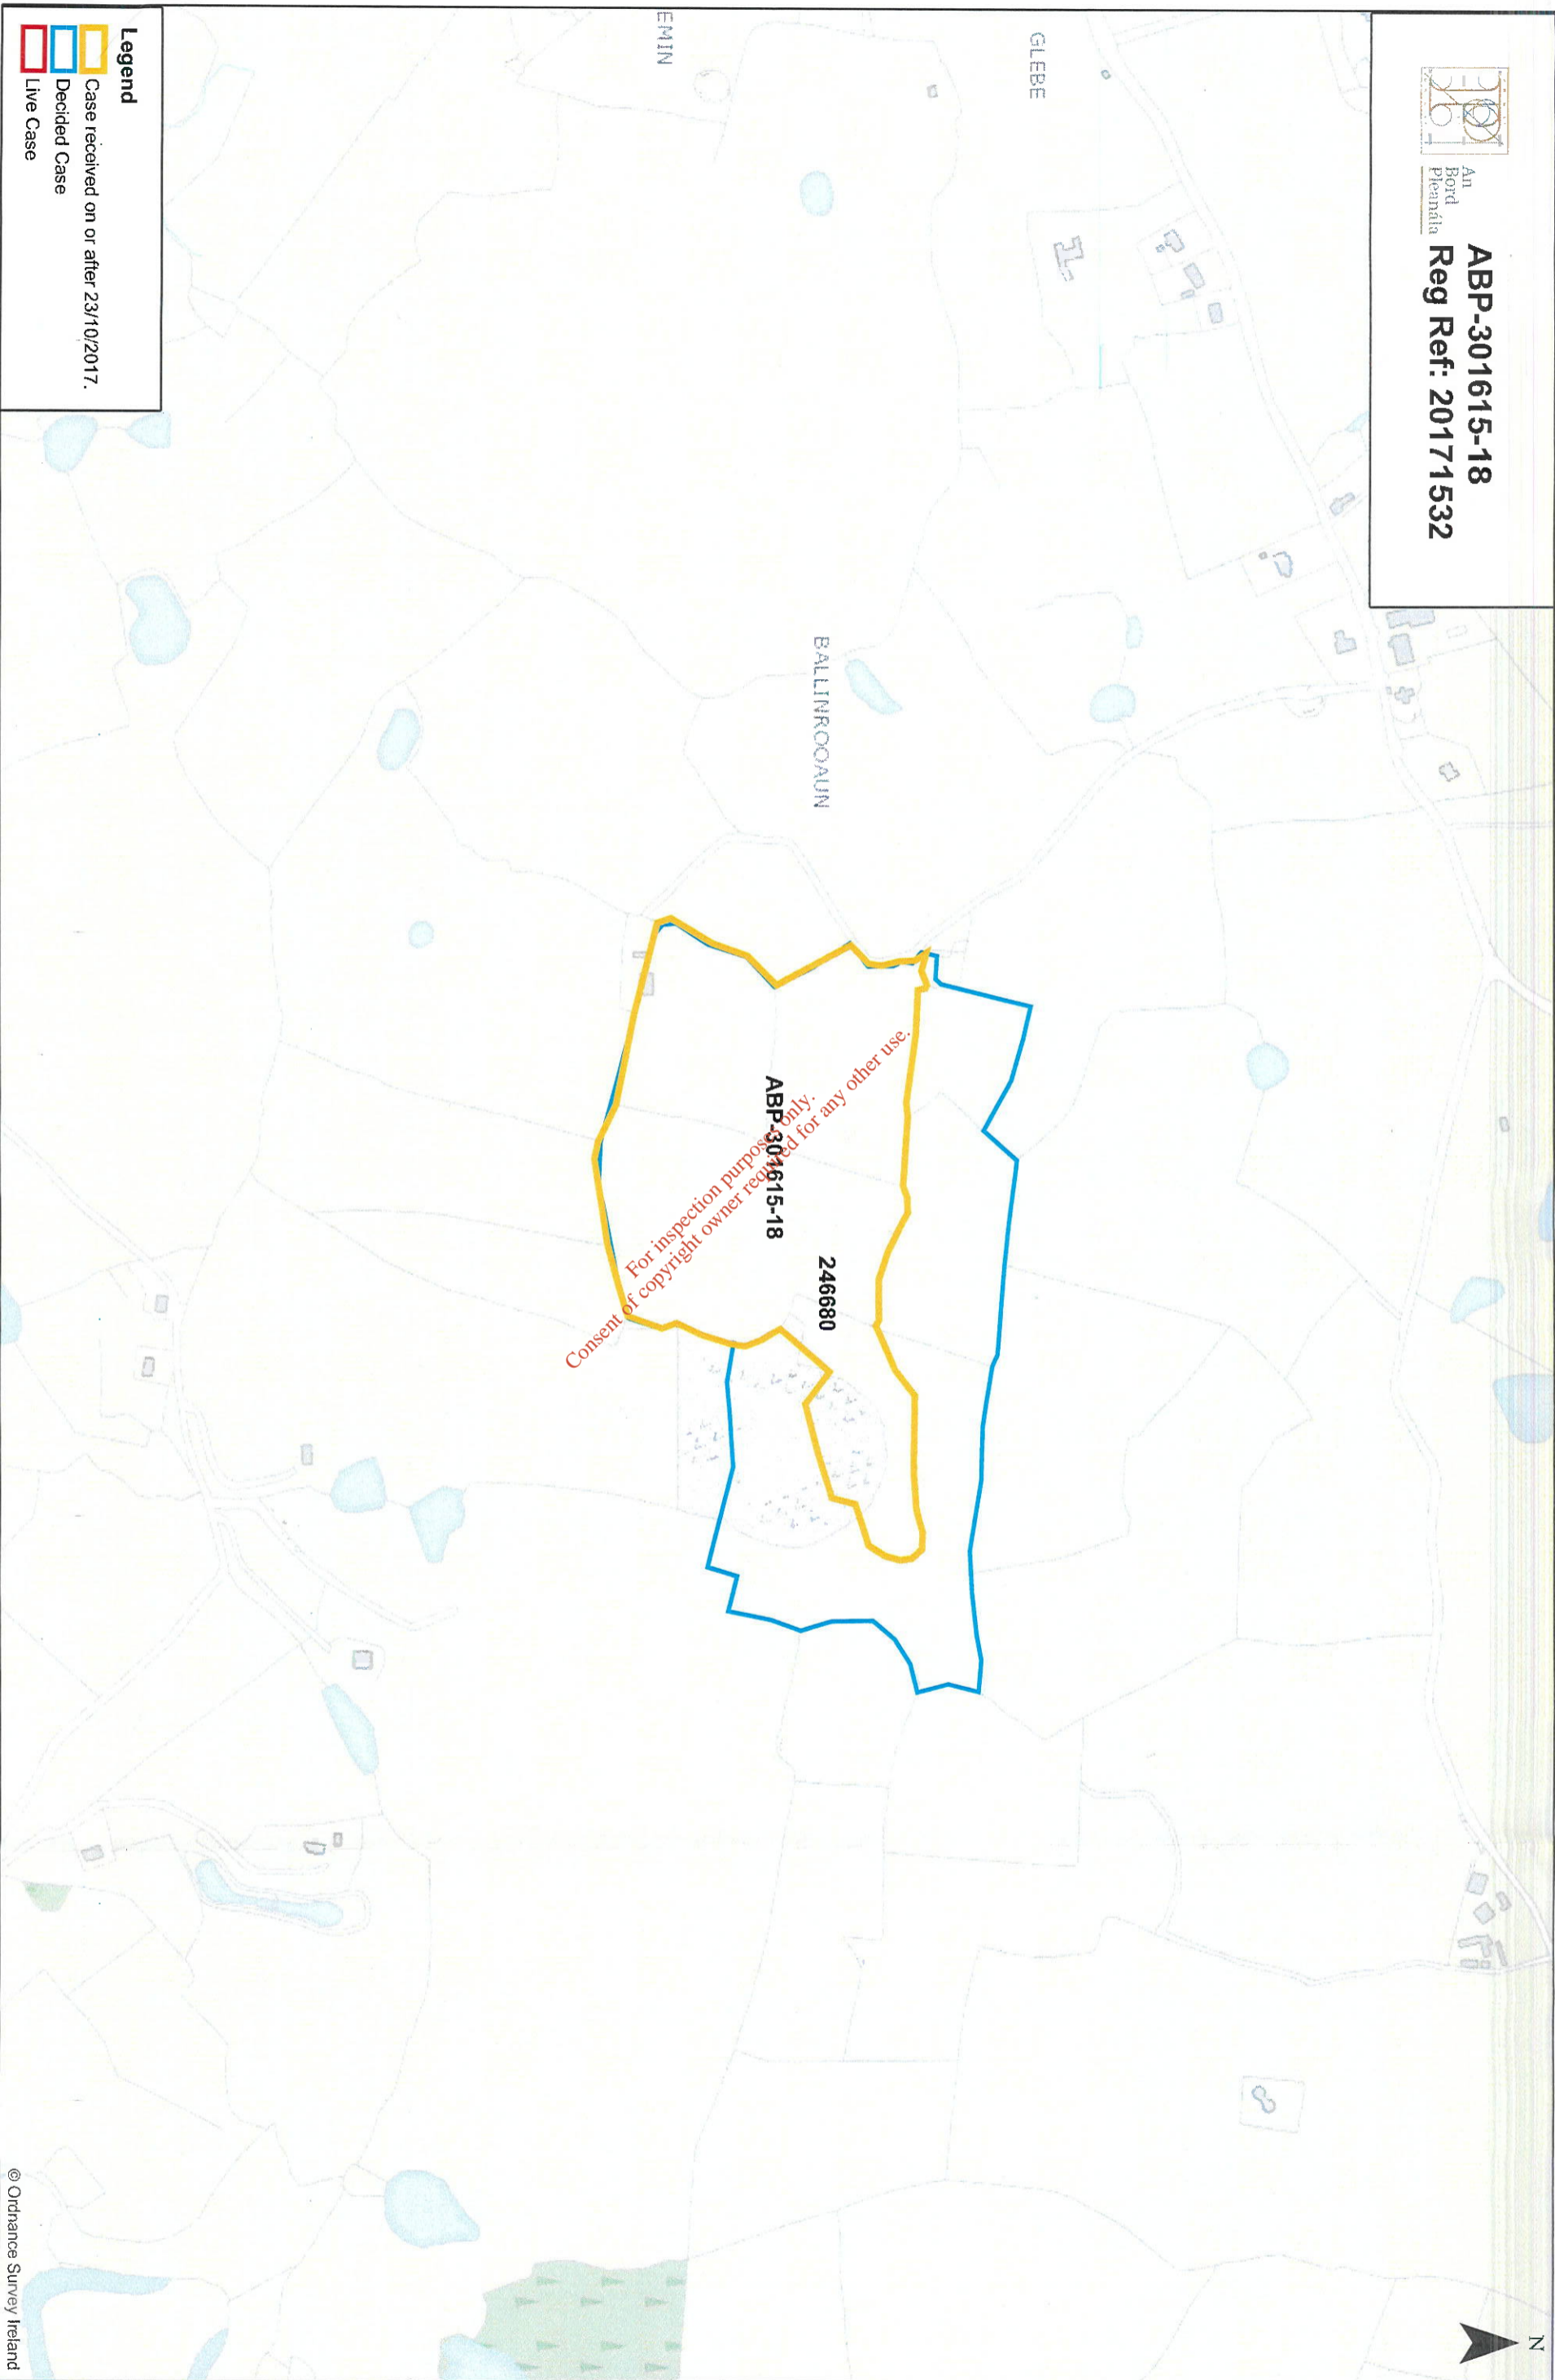 An
Bord
Pleanála
ABP-301615-18
Reg Ref: 20171532
N
GLEBE
EMIN
BALLINROOAUN
ABP-301615-18
246680
For inspection purposes only.
Consent of copyright owner required for any other use.
Legend
Case received on or after 23/10/2017.
Decided Case
Live Case
© Ordnance Survey Ireland